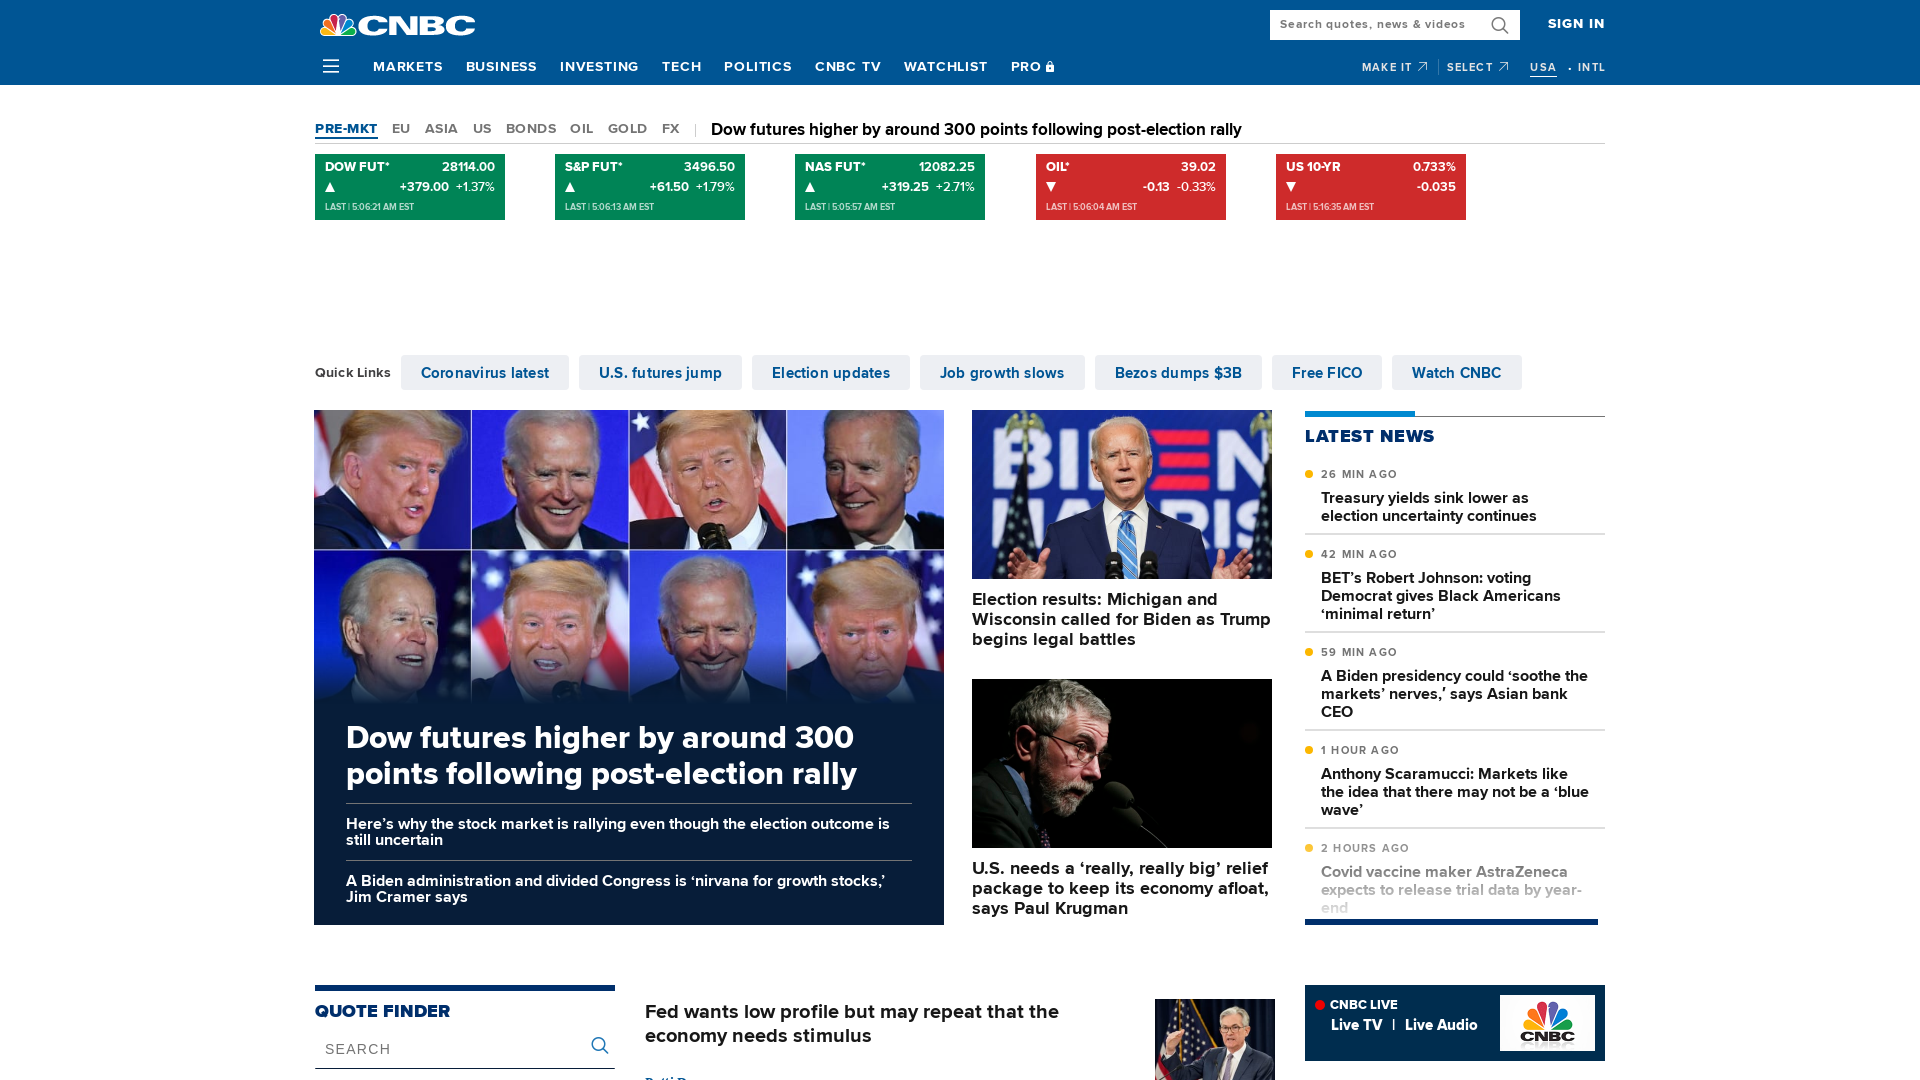 CNBC
Search quotes, news & videos
SIGN IN
MARKETS BUSINESS INVESTING TECH POLITICS CNBC TV WATCHLIST PRO
MAKE IT SELECT USA • INTL
PRE-MKT EU ASIA US BONDS OIL GOLD FX
Dow futures higher by around 300 points following post-election rally
DOW FUT* 28114.00
+379.00 +1.37%
LAST | 5:06:21 AM EST
S&P FUT* 3496.50
+61.50 +1.79%
LAST | 5:06:13 AM EST
NAS FUT* 12082.25
+319.25 +2.71%
LAST | 5:05:57 AM EST
OIL* 39.02
-0.13 -0.33%
LAST | 5:06:04 AM EST
US 10-YR 0.733%
-0.035
LAST | 5:16:35 AM EST
Quick Links
Coronavirus latest
U.S. futures jump
Election updates
Job growth slows
Bezos dumps $3B
Free FICO
Watch CNBC
Dow futures higher by around 300
points following post-election rally
Here’s why the stock market is rallying even though the election outcome is
still uncertain
A Biden administration and divided Congress is ‘nirvana for growth stocks,’
Jim Cramer says
BIDEN
HARRIS
Election results: Michigan and
Wisconsin called for Biden as Trump
begins legal battles
U.S. needs a ‘really, really big’ relief
package to keep its economy afloat,
says Paul Krugman
LATEST NEWS
26 MIN AGO
Treasury yields sink lower as
election uncertainty continues
42 MIN AGO
BET’s Robert Johnson: voting
Democrat gives Black Americans
‘minimal return’
59 MIN AGO
A Biden presidency could ‘soothe the
markets’ nerves,′ says Asian bank
CEO
1 HOUR AGO
Anthony Scaramucci: Markets like
the idea that there may not be a ‘blue
wave’
2 HOURS AGO
Covid vaccine maker AstraZeneca
expects to release trial data by year-
end
QUOTE FINDER
SEARCH
Fed wants low profile but may repeat that the
economy needs stimulus
CNBC LIVE
Live TV | Live Audio
CNBC